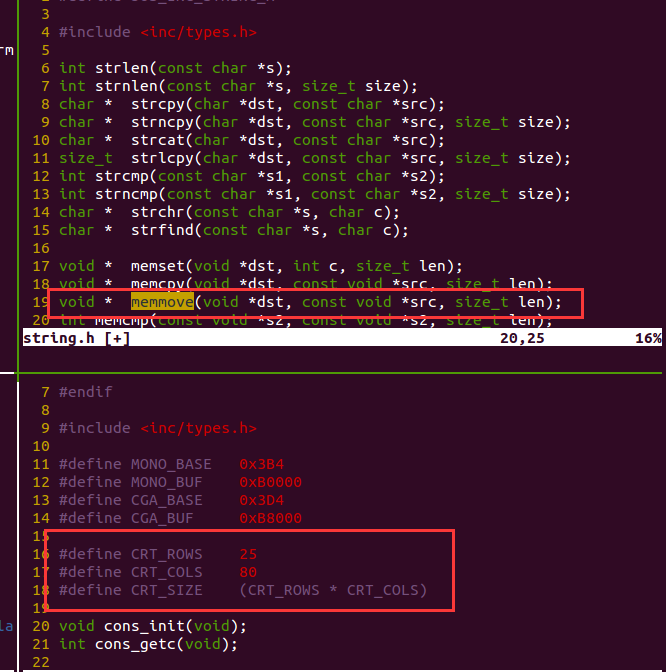 3
4 #include <inc/types.h>
5
6 int strlen(const char *s);
7 int strnlen(const char *s, size_t size);
8 char *  strcpy(char *dst, const char *src);
9 char *  strncpy(char *dst, const char *src, size_t size);
10 char *  strcat(char *dst, const char *src);
11 size_t  strlcpy(char *dst, const char *src, size_t size);
12 int strcmp(const char *s1, const char *s2);
13 int strncmp(const char *s1, const char *s2, size_t size);
14 char *  strchr(const char *s, char c);
15 char *  strfind(const char *s, char c);
16
17 void *  memset(void *dst, int c, size_t len);
18 void *  memcpy(void *dst, const void *src, size_t len);
19 void *  memmove(void *dst, const void *src, size_t len);
20 int memcmp(const void *s1, const void *s2, size_t len);
string.h [+] 20,25 16%
7 #endif
8
9 #include <inc/types.h>
10
11 #define MONO_BASE   0x3B4
12 #define MONO_BUF    0xB0000
13 #define CGA_BASE    0x3D4
14 #define CGA_BUF     0xB8000
15
16 #define CRT_ROWS    25
17 #define CRT_COLS    80
18 #define CRT_SIZE    (CRT_ROWS * CRT_COLS)
19
20 void cons_init(void);
21 int cons_getc(void);
22